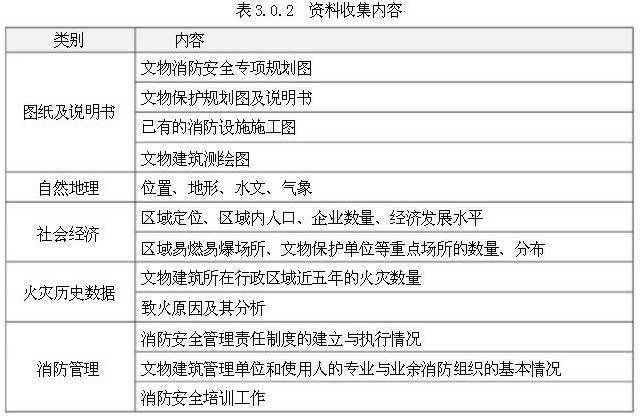 表3.0.2 资料收集内容
类别 内容
图纸及说明书
文物消防安全专项规划图
文物保护规划图及说明书
已有的消防设施施工图
文物建筑测绘图
自然地理
位置、地形、水文、气象
社会经济
区域定位、区域内人口、企业数量、经济发展水平
区域易燃易爆场所、文物保护单位等重点场所的数量、分布
火灾历史数据
文物建筑所在行政区域近五年的火灾数量
致火原因及其分析
消防管理
消防安全管理责任制度的建立与执行情况
文物建筑管理单位和使用人的专业与业余消防组织的基本情况
消防安全培训工作